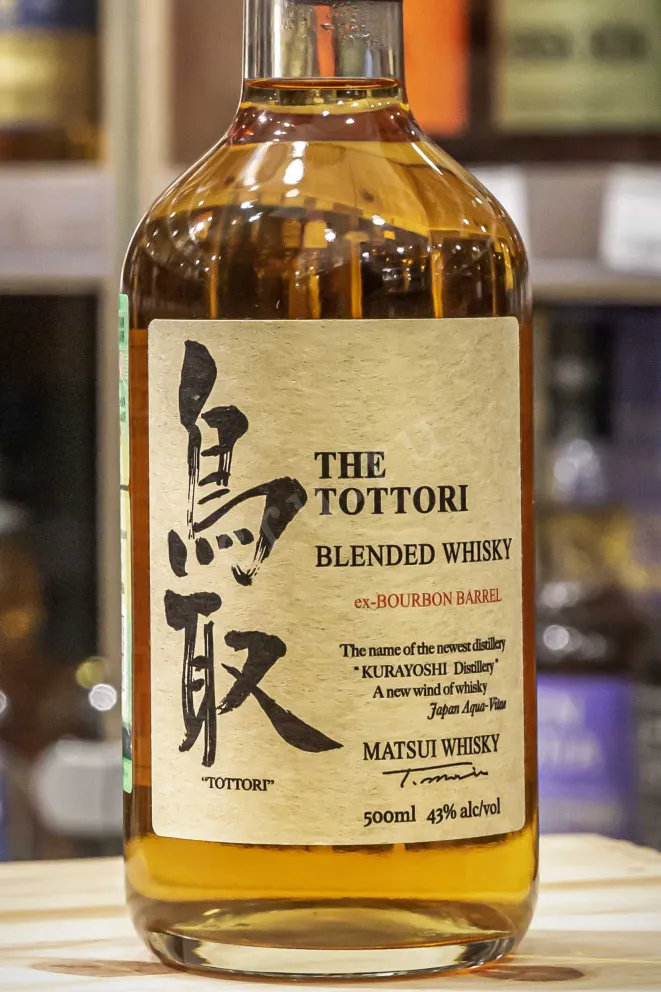 鳥取
"TOTTORI"
THE
TOTTORI
BLENDED WHISKY
ex-BOURBON BARREL
The name of the newest distillery
"KURAYOSHI Distillery"
A new wind of whisky
Japan Aqua-Vitae
MATSUI WHISKY
500ml 43% alc/vol